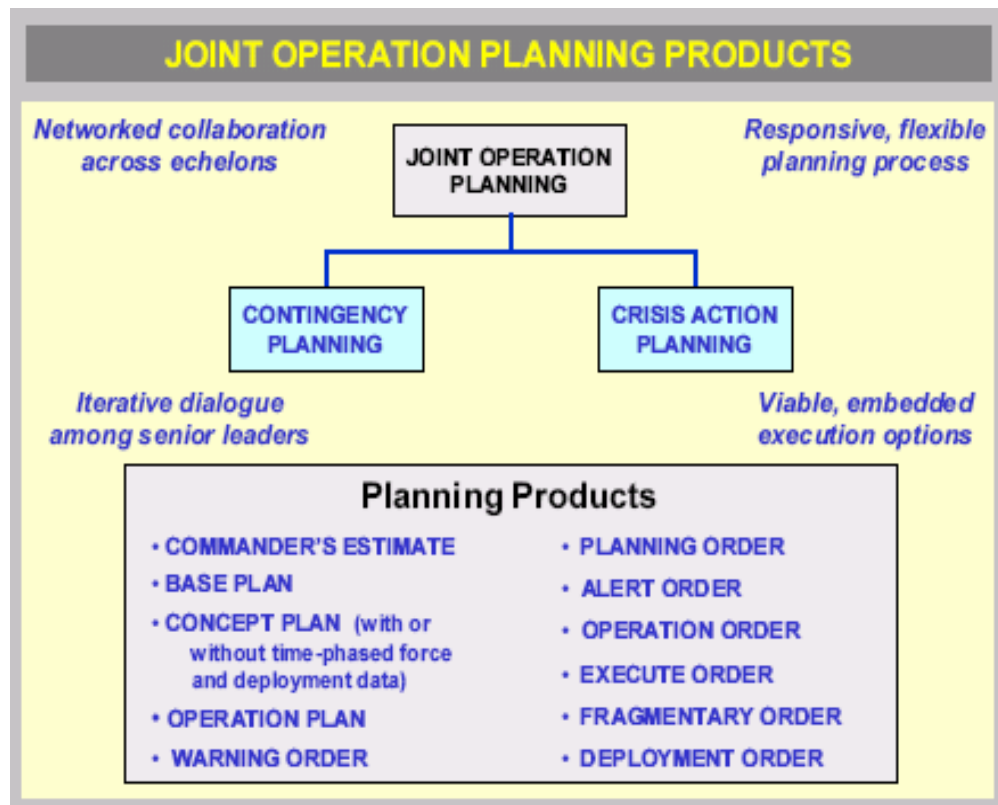 JOINT OPERATION PLANNING PRODUCTS
Networked collaboration
across echelons
Responsive, flexible
planning process
JOINT OPERATION
PLANNING
CONTINGENCY
PLANNING
CRISIS ACTION
PLANNING
Iterative dialogue
among senior leaders
Viable, embedded
execution options
Planning Products
• COMMANDER'S ESTIMATE
• BASE PLAN
• CONCEPT PLAN (with or
without time-phased force
and deployment data)
• OPERATION PLAN
• WARNING ORDER
• PLANNING ORDER
• ALERT ORDER
• OPERATION ORDER
• EXECUTE ORDER
• FRAGMENTARY ORDER
• DEPLOYMENT ORDER